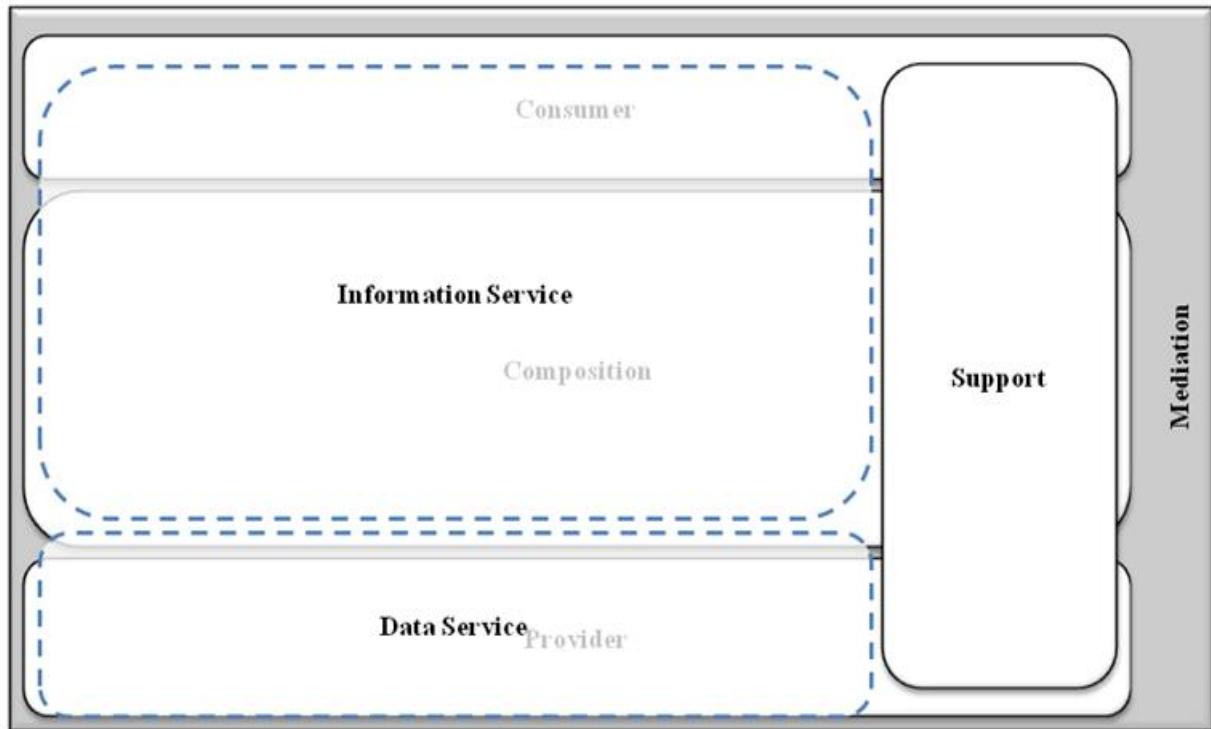 Consumer
Information Service
Composition
Support
Mediation
Data Service
Provider